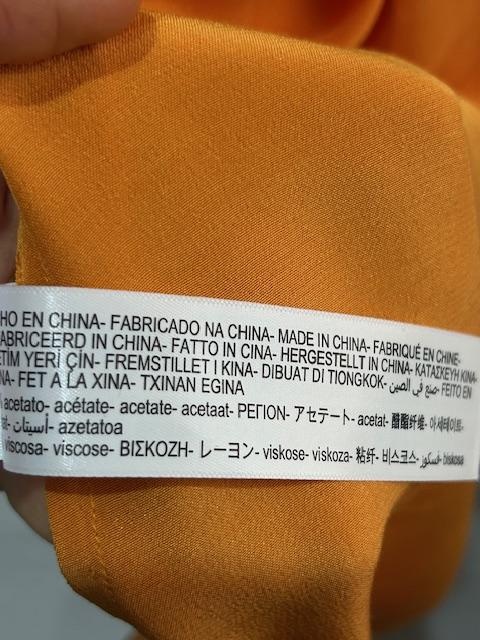 HO EN CHINA- FABRICADO NA CHINA- MADE IN CHINA- FABRIQUÉ EN CHINE-
ABRICEERD IN CHINA- FATTO IN CINA- HERGESTELLT IN CHINA- ΚΑΤΑΣΚΕΥΗ ΚΙΝΑ-
ETİM YERİ ÇİN- FREMSTILLET I KINA- DIBUAT DI TIONGKOK- صنع في الصين- FEITO EN
NA- FET A LA XINA- TXINAN EGINA
acetato- acétate- acetate- acetaat- ΡΕΓΙΟΝ- アセテート- acetat- 醋酯纤维- 아세테이트-
at- أسيتات- azetatoa
viscosa- viscose- ΒΙΣΚΟΖΗ- レーヨン- viskose- viskoza- 粘纤- 비스코스- فسكوز- biskosa